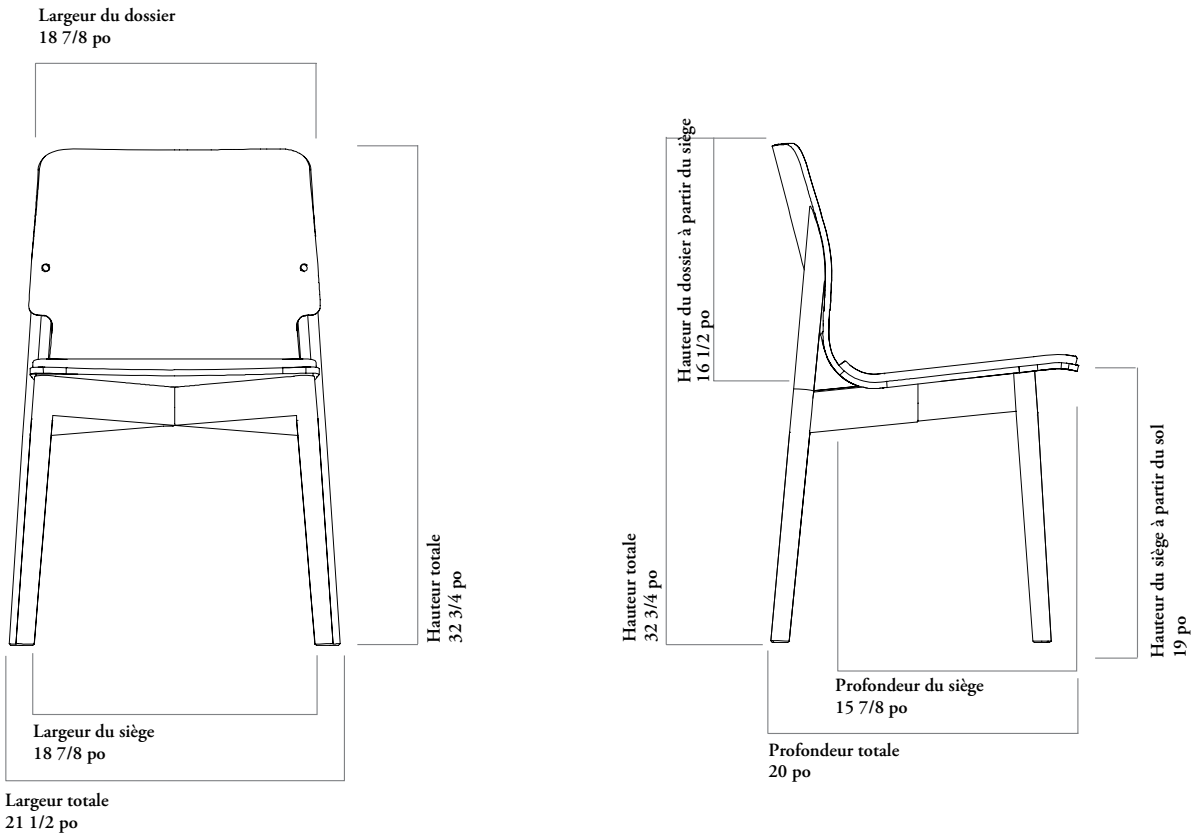 Largeur du dossier
18 7/8 po
Hauteur totale
32 3/4 po
Largeur du siège
18 7/8 po
Largeur totale
21 1/2 po
Hauteur du dossier à partir du siège
16 1/2 po
Hauteur totale
32 3/4 po
Hauteur du siège à partir du sol
19 po
Profondeur du siège
15 7/8 po
Profondeur totale
20 po